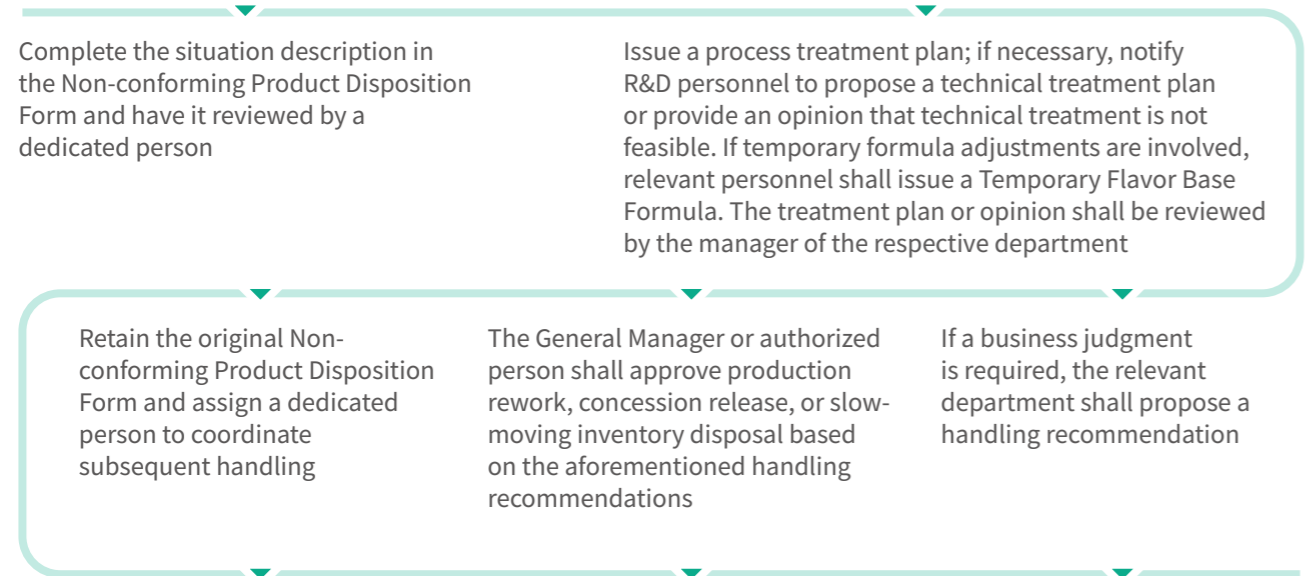 Complete the situation description in
the Non-conforming Product Disposition
Form and have it reviewed by a
dedicated person
Issue a process treatment plan; if necessary, notify
R&D personnel to propose a technical treatment plan
or provide an opinion that technical treatment is not
feasible. If temporary formula adjustments are involved,
relevant personnel shall issue a Temporary Flavor Base
Formula. The treatment plan or opinion shall be reviewed
by the manager of the respective department
Retain the original Non-
conforming Product Disposition
Form and assign a dedicated
person to coordinate
subsequent handling
The General Manager or authorized
person shall approve production
rework, concession release, or slow-
moving inventory disposal based
on the aforementioned handling
recommendations
If a business judgment
is required, the relevant
department shall propose a
handling recommendation